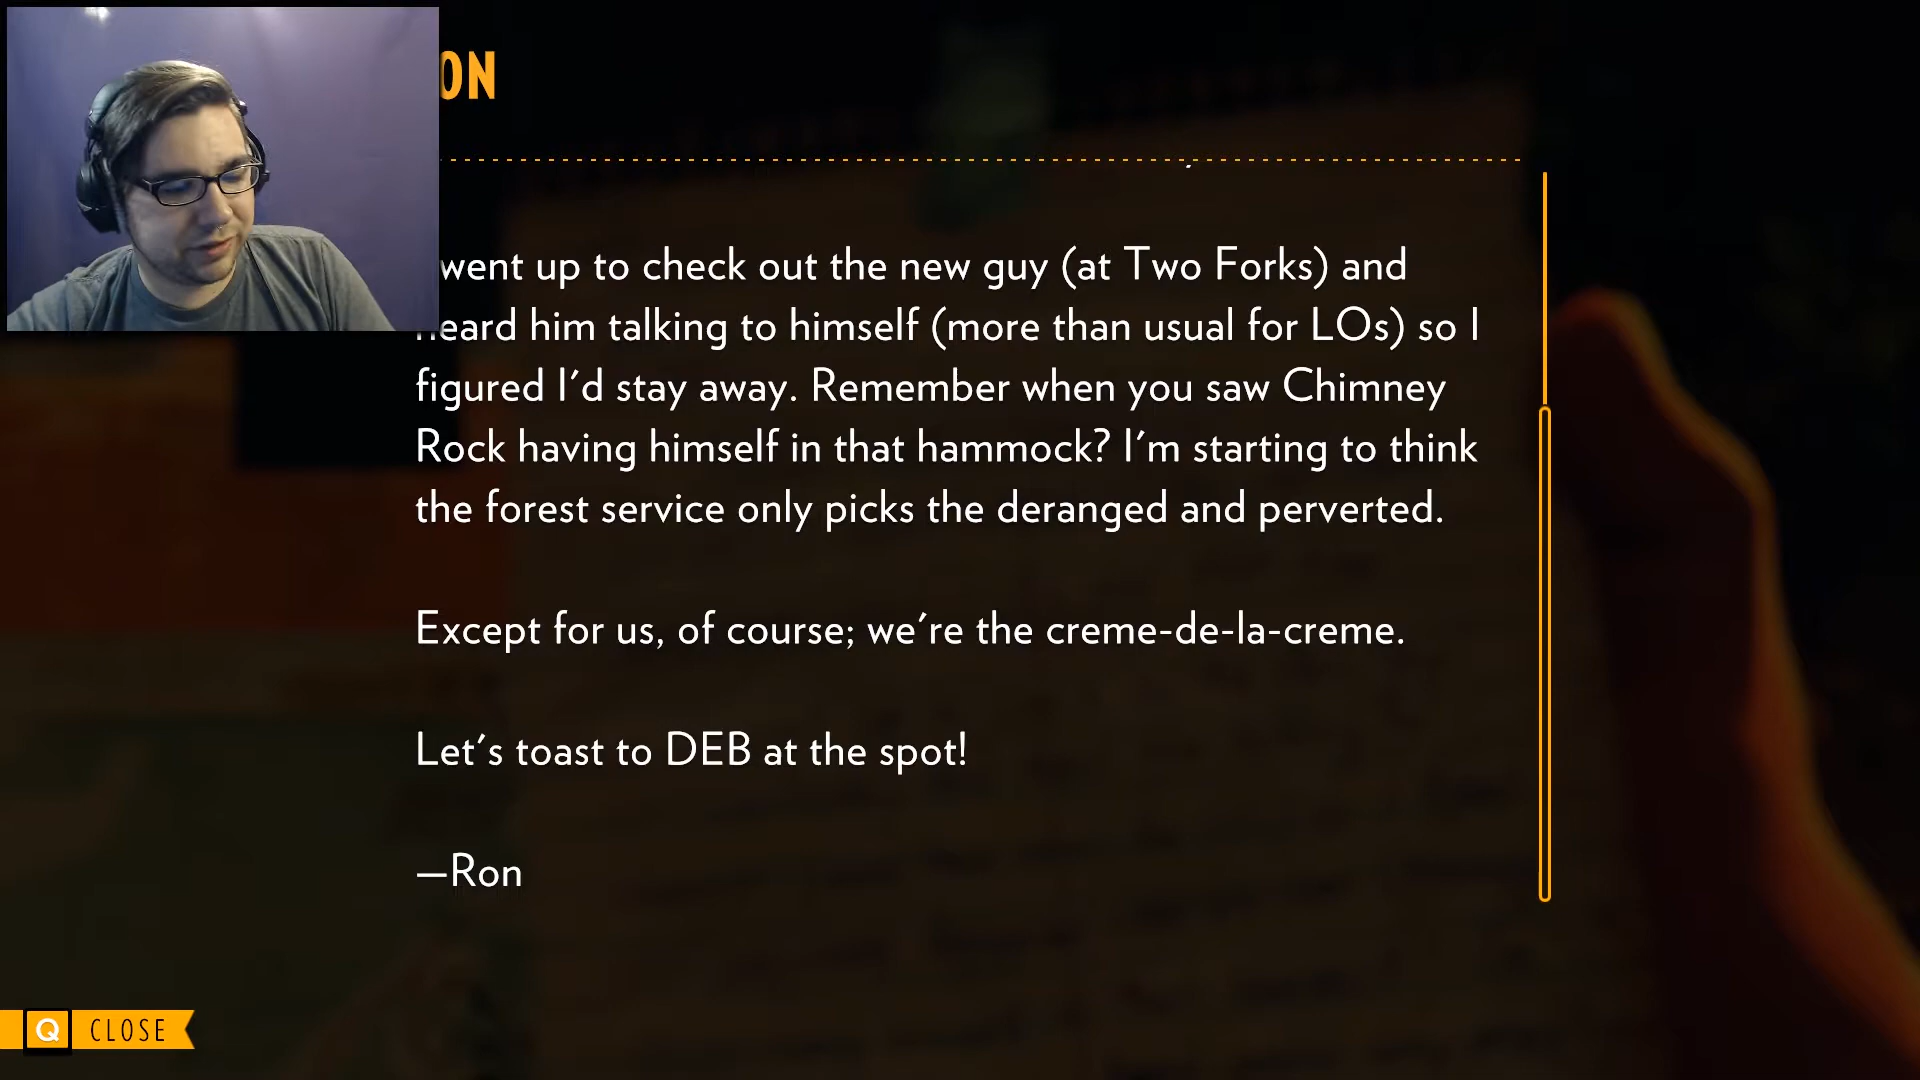 ON
went up to check out the new guy (at Two Forks) and
heard him talking to himself (more than usual for LOs) so I
figured I'd stay away. Remember when you saw Chimney
Rock having himself in that hammock? I'm starting to think
the forest service only picks the deranged and perverted.
Except for us, of course; we're the creme-de-la-creme.
Let's toast to DEB at the spot!
—Ron
Q CLOSE